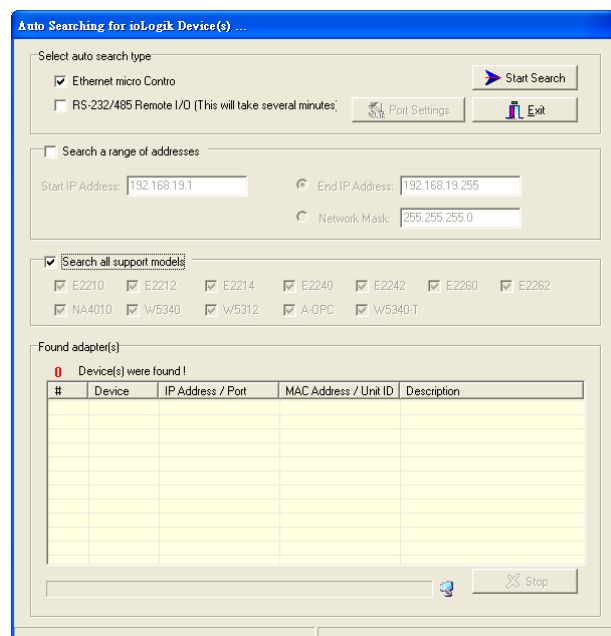 Auto Searching for ioLogik Device(s) ...
Select auto search type
Ethernet micro Contro
Start Search
RS-232/485 Remote I/O (This will take several minutes)
Port Settings
Exit
Search a range of addresses
Start IP Address: 192.168.19.1
End IP Address: 192.168.19.255
Network Mask: 255.255.255.0
Search all support models
E2210 E2212 E2214 E2240 E2242 E2260 E2262
NA4010 W5340 W5312 A-OPC W5340-T
Found adapter(s)
0 Device(s) were found !
# Device IP Address / Port MAC Address / Unit ID Description
Stop